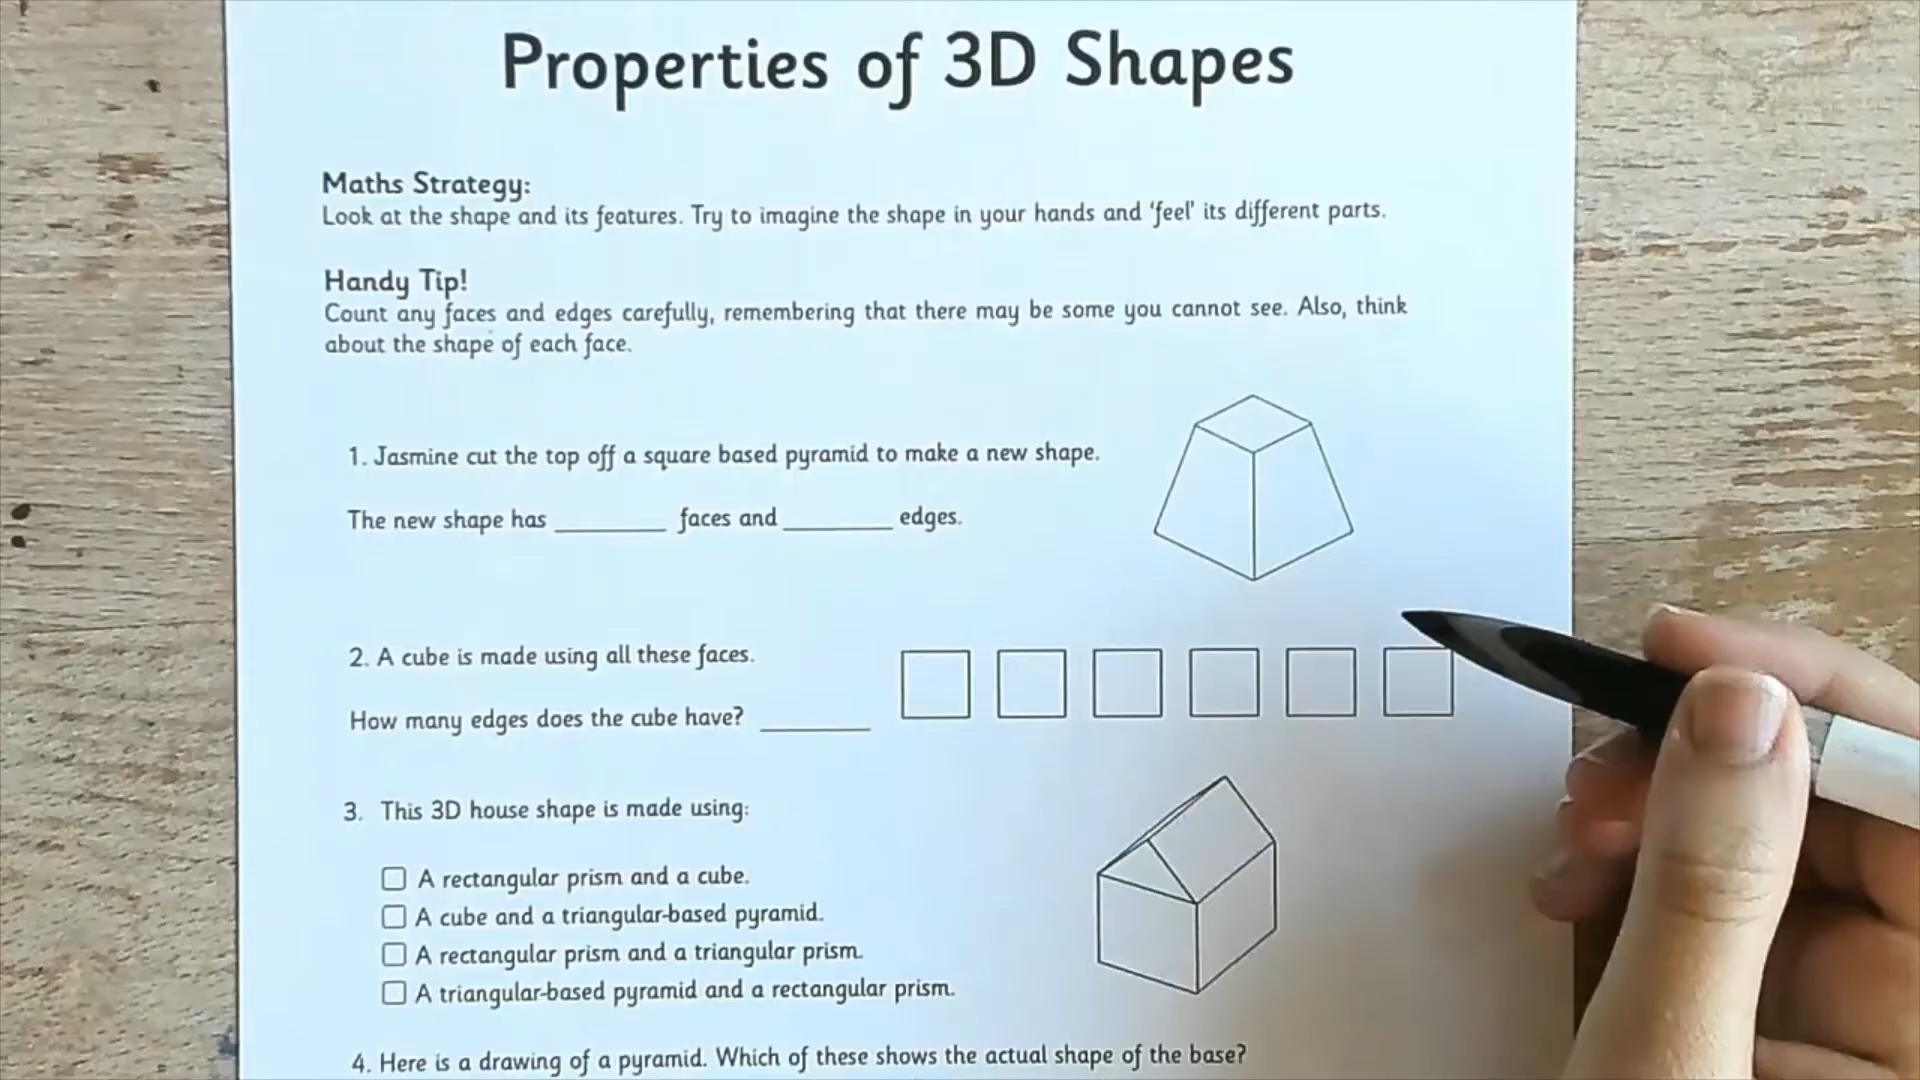 Properties of 3D Shapes
Maths Strategy:
Look at the shape and its features. Try to imagine the shape in your hands and ‘feel’ its different parts.
Handy Tip!
Count any faces and edges carefully, remembering that there may be some you cannot see. Also, think
about the shape of each face.
1. Jasmine cut the top off a square based pyramid to make a new shape.
The new shape has ________ faces and ________ edges.
2. A cube is made using all these faces.
How many edges does the cube have? ________
3. This 3D house shape is made using:
A rectangular prism and a cube.
A cube and a triangular-based pyramid.
A rectangular prism and a triangular prism.
A triangular-based pyramid and a rectangular prism.
4. Here is a drawing of a pyramid. Which of these shows the actual shape of the base?